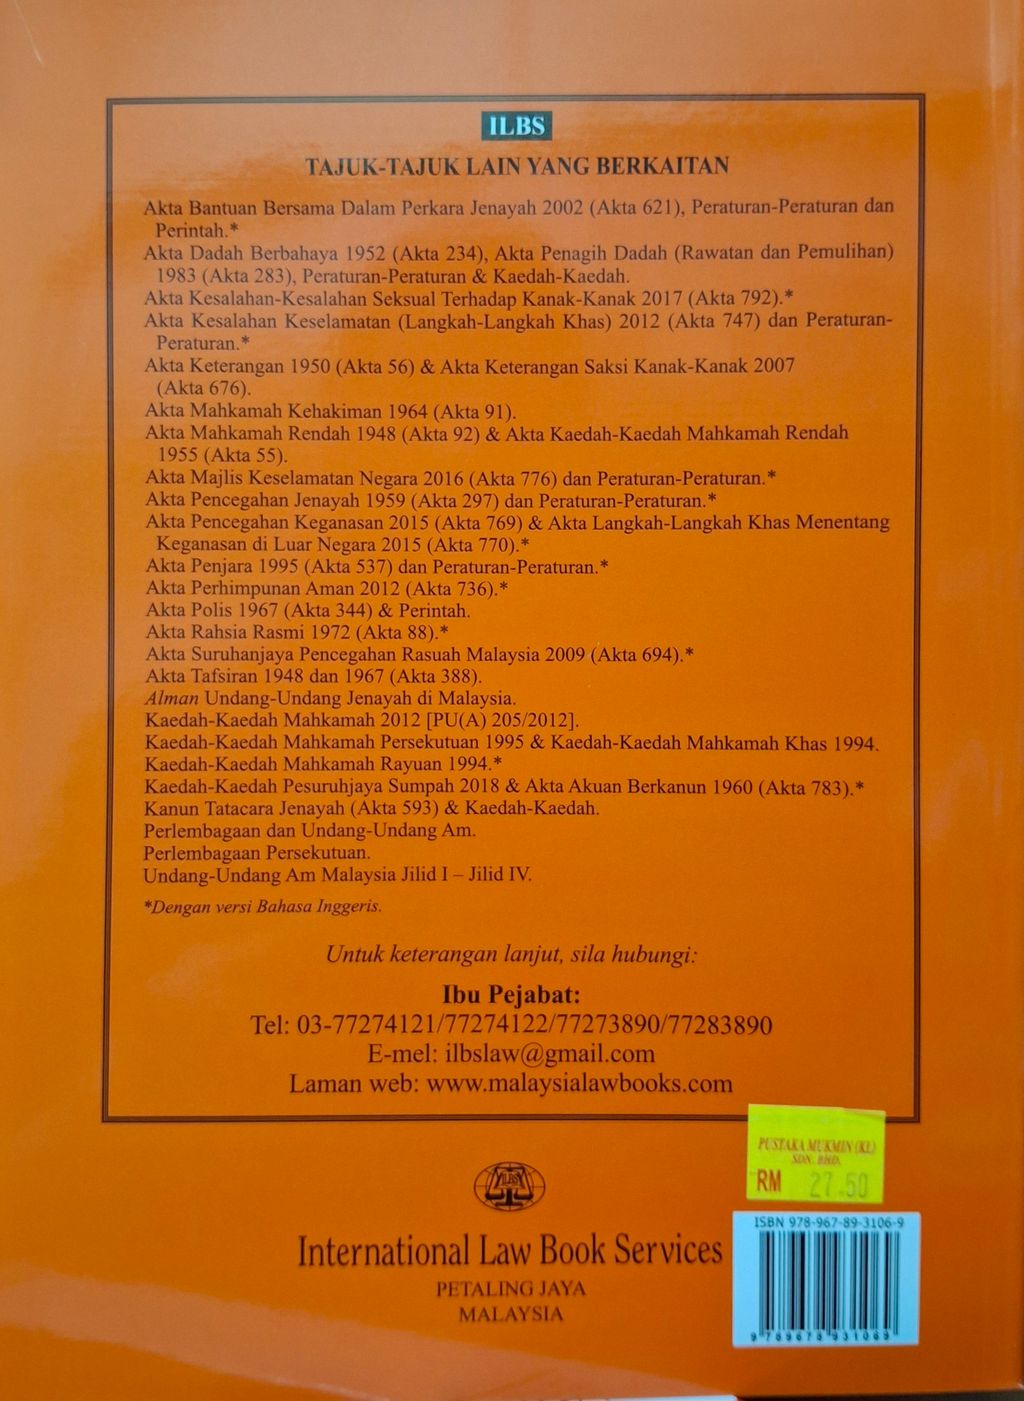 ILBS
TAJUK-TAJUK LAIN YANG BERKAITAN
Akta Bantuan Bersama Dalam Perkara Jenayah 2002 (Akta 621), Peraturan-Peraturan dan
Perintah.*
Akta Dadah Berbahaya 1952 (Akta 234), Akta Penagih Dadah (Rawatan dan Pemulihan)
1983 (Akta 283), Peraturan-Peraturan & Kaedah-Kaedah.
Akta Kesalahan-Kesalahan Seksual Terhadap Kanak-Kanak 2017 (Akta 792).*
Akta Kesalahan Keselamatan (Langkah-Langkah Khas) 2012 (Akta 747) dan Peraturan-
Peraturan.*
Akta Keterangan 1950 (Akta 56) & Akta Keterangan Saksi Kanak-Kanak 2007
(Akta 676).
Akta Mahkamah Kehakiman 1964 (Akta 91).
Akta Mahkamah Rendah 1948 (Akta 92) & Akta Kaedah-Kaedah Mahkamah Rendah
1955 (Akta 55).
Akta Majlis Keselamatan Negara 2016 (Akta 776) dan Peraturan-Peraturan.*
Akta Pencegahan Jenayah 1959 (Akta 297) dan Peraturan-Peraturan.*
Akta Pencegahan Keganasan 2015 (Akta 769) & Akta Langkah-Langkah Khas Menentang
Keganasan di Luar Negara 2015 (Akta 770).*
Akta Penjara 1995 (Akta 537) dan Peraturan-Peraturan.*
Akta Perhimpunan Aman 2012 (Akta 736).*
Akta Polis 1967 (Akta 344) & Perintah.
Akta Rahsia Rasmi 1972 (Akta 88).*
Akta Suruhanjaya Pencegahan Rasuah Malaysia 2009 (Akta 694).*
Akta Tafsiran 1948 dan 1967 (Akta 388).
Alman Undang-Undang Jenayah di Malaysia.
Kaedah-Kaedah Mahkamah 2012 [PU(A) 205/2012].
Kaedah-Kaedah Mahkamah Persekutuan 1995 & Kaedah-Kaedah Mahkamah Khas 1994.
Kaedah-Kaedah Mahkamah Rayuan 1994.*
Kaedah-Kaedah Pesuruhjaya Sumpah 2018 & Akta Akuan Berkanun 1960 (Akta 783).*
Kanun Tatacara Jenayah (Akta 593) & Kaedah-Kaedah.
Perlembagaan dan Undang-Undang Am.
Perlembagaan Persekutuan.
Undang-Undang Am Malaysia Jilid I – Jilid IV.
*Dengan versi Bahasa Inggeris.
Untuk keterangan lanjut, sila hubungi:
Ibu Pejabat:
Tel: 03-77274121/77274122/77273890/77283890
E-mel: ilbslaw@gmail.com
Laman web: www.malaysialawbooks.com
PUSTAKA MUKMIN (KL)
SDN. BHD.
RM 27.50
ISBN 978-967-89-3106-9
9 789678 931069
ILBS
International Law Book Services
PETALING JAYA
MALAYSIA